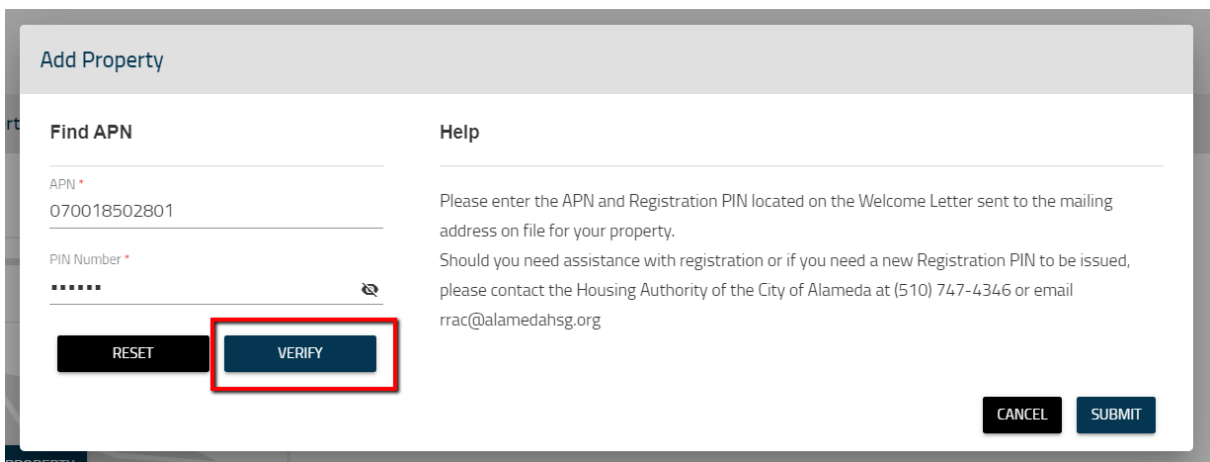 Add Property
Find APN
APN *
070018502801
PIN Number *
RESET
VERIFY
Help
Please enter the APN and Registration PIN located on the Welcome Letter sent to the mailing
address on file for your property.
Should you need assistance with registration or if you need a new Registration PIN to be issued,
please contact the Housing Authority of the City of Alameda at (510) 747-4346 or email
rrac@alamedahsg.org
CANCEL
SUBMIT